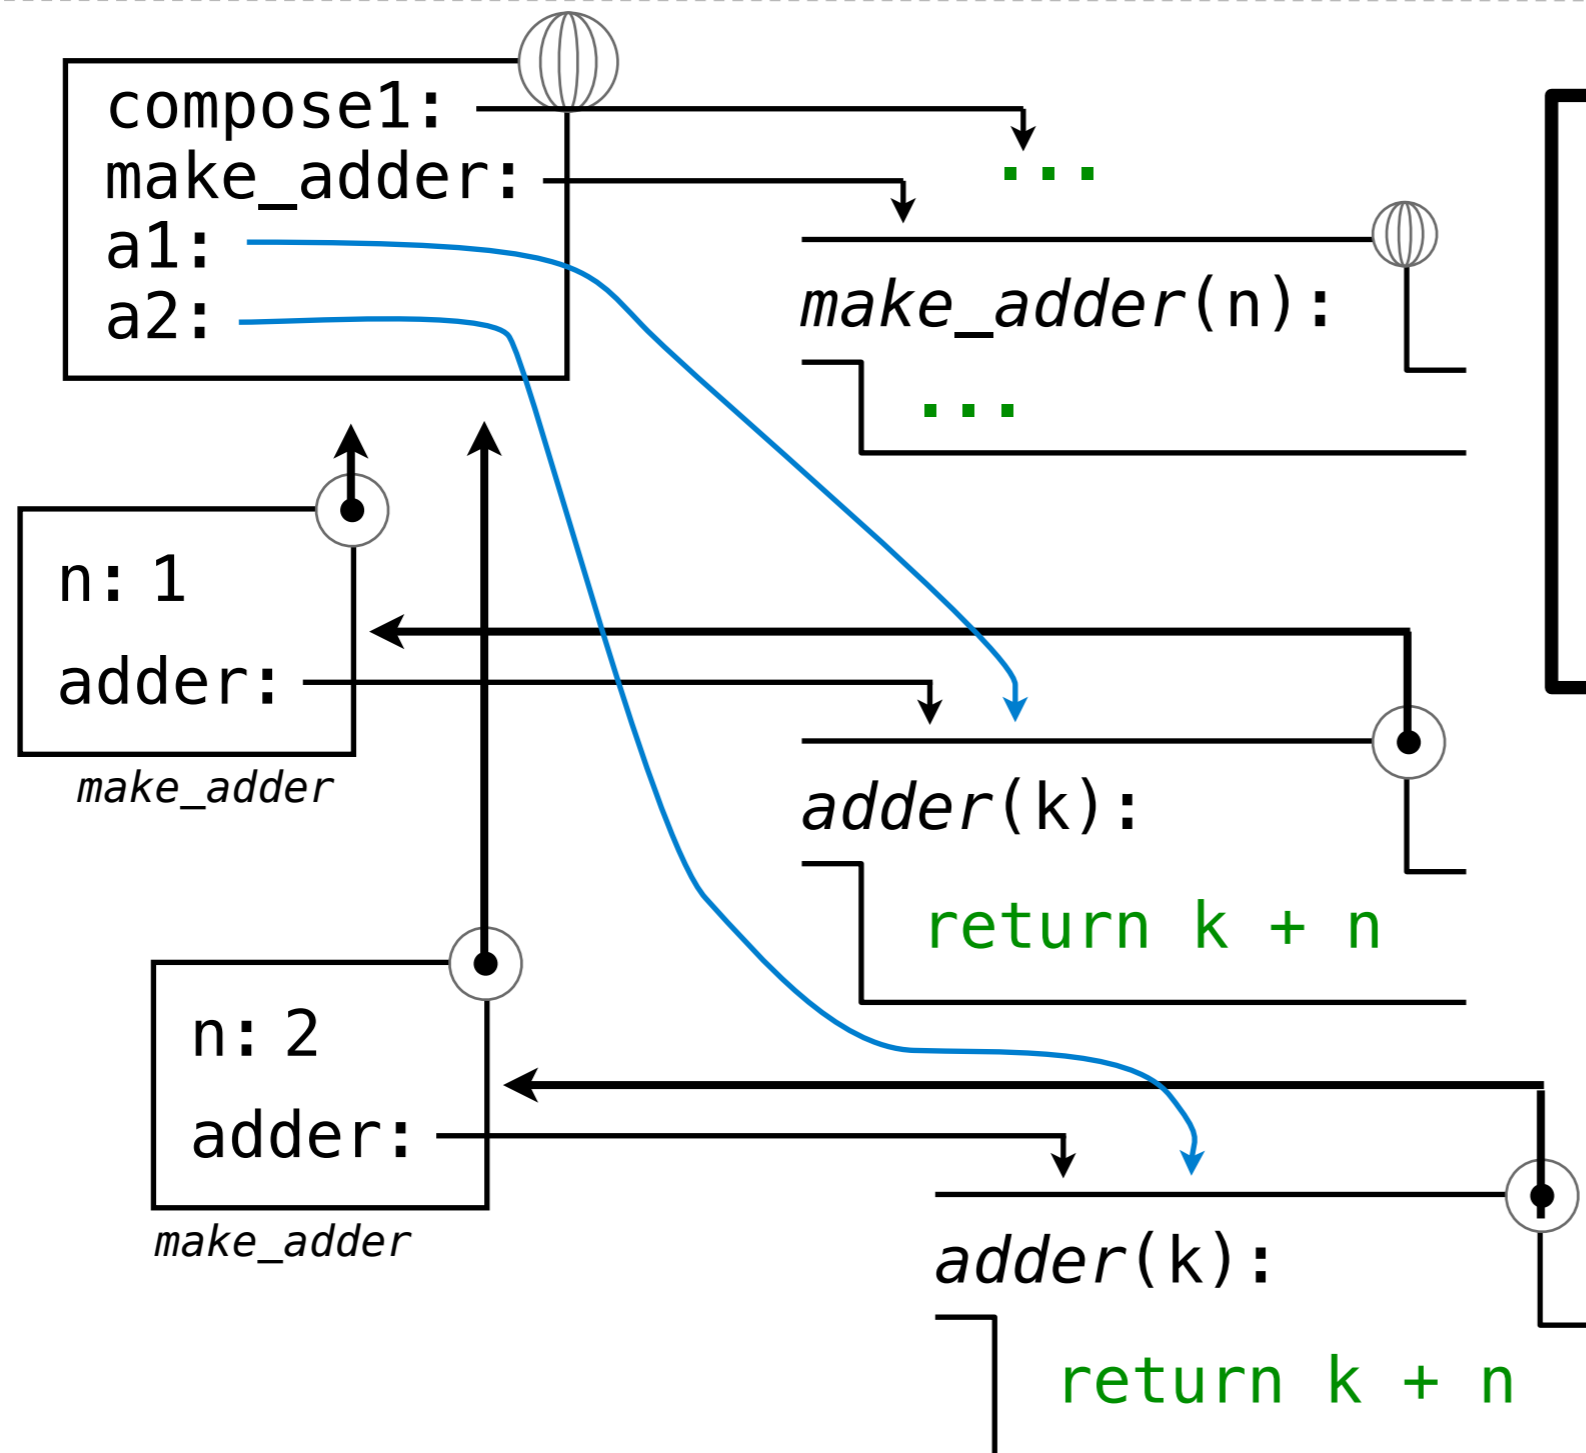 compose1:
make_adder:
...
a1:
a2:
make_adder(n):
...
n: 1
adder:
make_adder
adder(k):
return k + n
n: 2
adder:
make_adder
adder(k):
return k + n